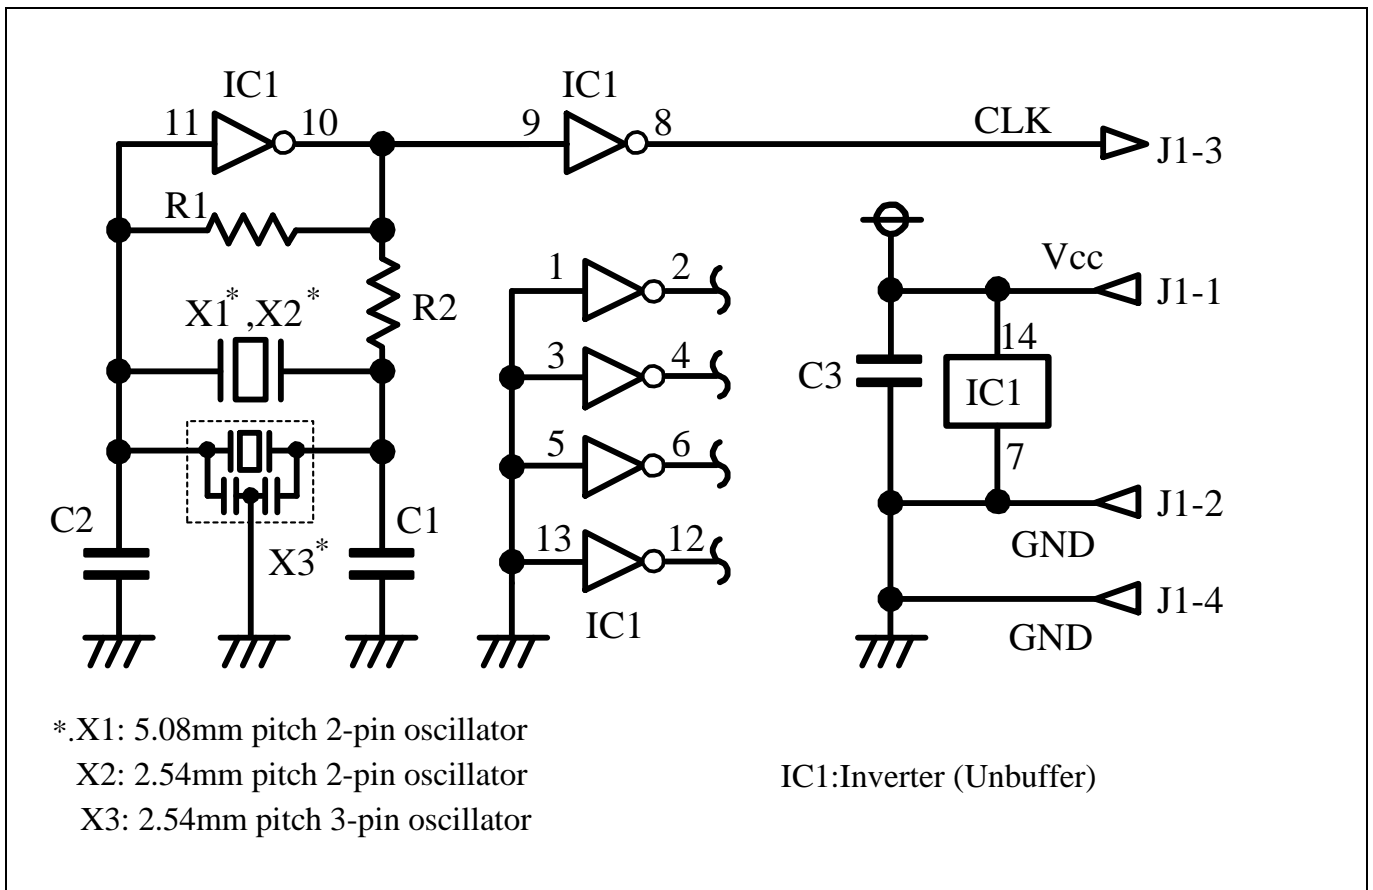 IC1
IC1
11
10
9
8
CLK
J1-3
R1
1
2
Vcc
X1*,X2*
R2
J1-1
3
4
14
C3
IC1
5
6
7
C2
C1
J1-2
X3*
13
12
GND
IC1
J1-4
GND
*.X1: 5.08mm pitch 2-pin oscillator
X2: 2.54mm pitch 2-pin oscillator
IC1:Inverter (Unbuffer)
X3: 2.54mm pitch 3-pin oscillator